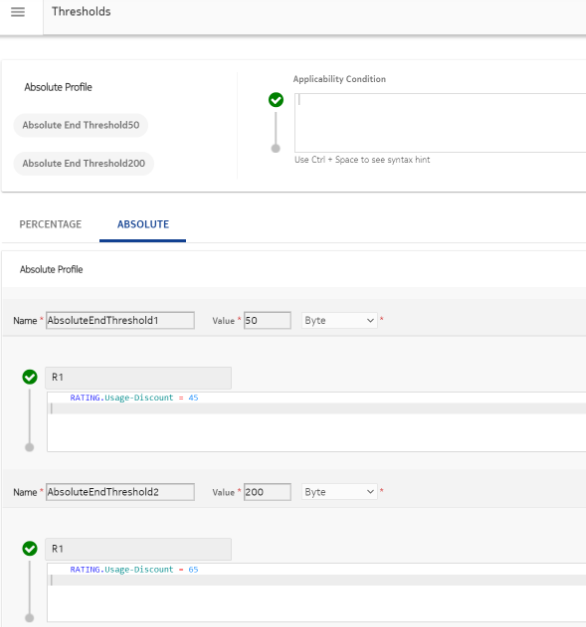 Thresholds
Absolute Profile
Absolute End Threshold50
Absolute End Threshold200
Applicability Condition
Use Ctrl + Space to see syntax hint
PERCENTAGE ABSOLUTE
Absolute Profile
Name * AbsoluteEndThreshold1 Value * 50 Byte *
R1
RATING.Usage-Discount = 45
Name * AbsoluteEndThreshold2 Value * 200 Byte *
R1
RATING.Usage-Discount = 65